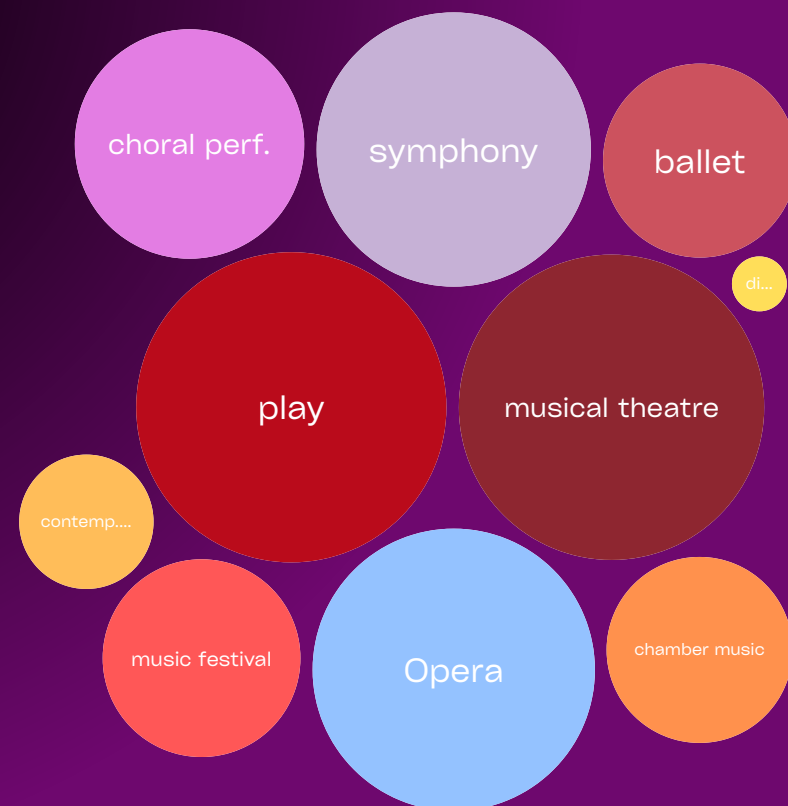 choral perf.
symphony
ballet
di...
play
musical theatre
contemp....
music festival
Opera
chamber music